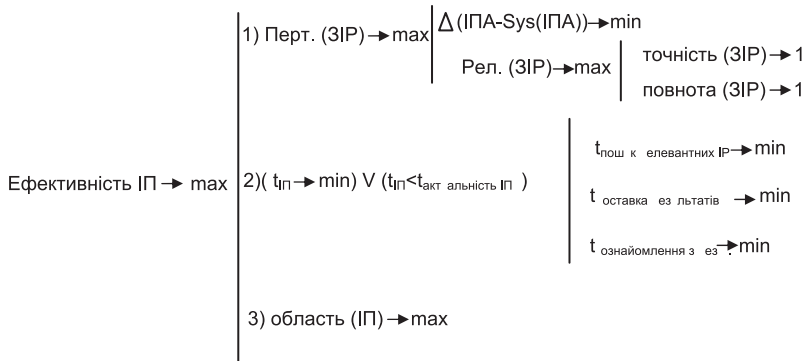 1) Перт. (ЗІР)→max
Δ(ІПА-Sys(ІПА))→min
Рел. (ЗІР)→max
точність (ЗІР)→1
повнота (ЗІР)→1
Ефективність ІП → max
2)( tІП→min) V (tІП<tакт альність ІП )
tпош к елевантних ІР→min
t оставка ез льтатів →min
t ознайомлення з ез .→min
3) область (ІП)→max